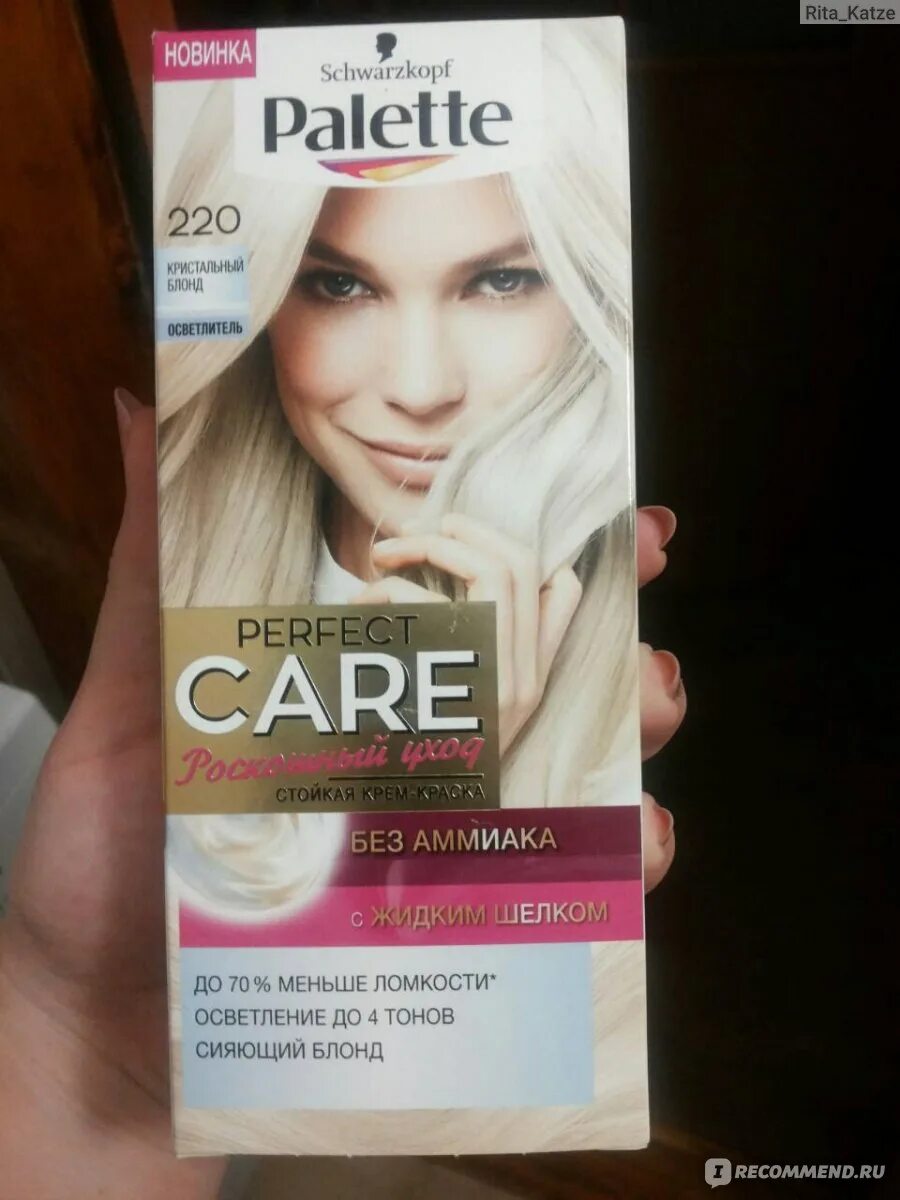 Rita_Katze
НОВИНКА
Schwarzkopf
Palette
220
КРИСТАЛЬНЫЙ
БЛОНД
ОСВЕТЛИТЕЛЬ
PERFECT
CARE
Роскошный уход
СТОЙКАЯ КРЕМ-КРАСКА
БЕЗ АММИАКА
С ЖИДКИМ ШЕЛКОМ
ДО 70% МЕНЬШЕ ЛОМКОСТИ*
ОСВЕТЛЕНИЕ ДО 4 ТОНОВ
СИЯЮЩИЙ БЛОНД
IRECOMMEND.RU